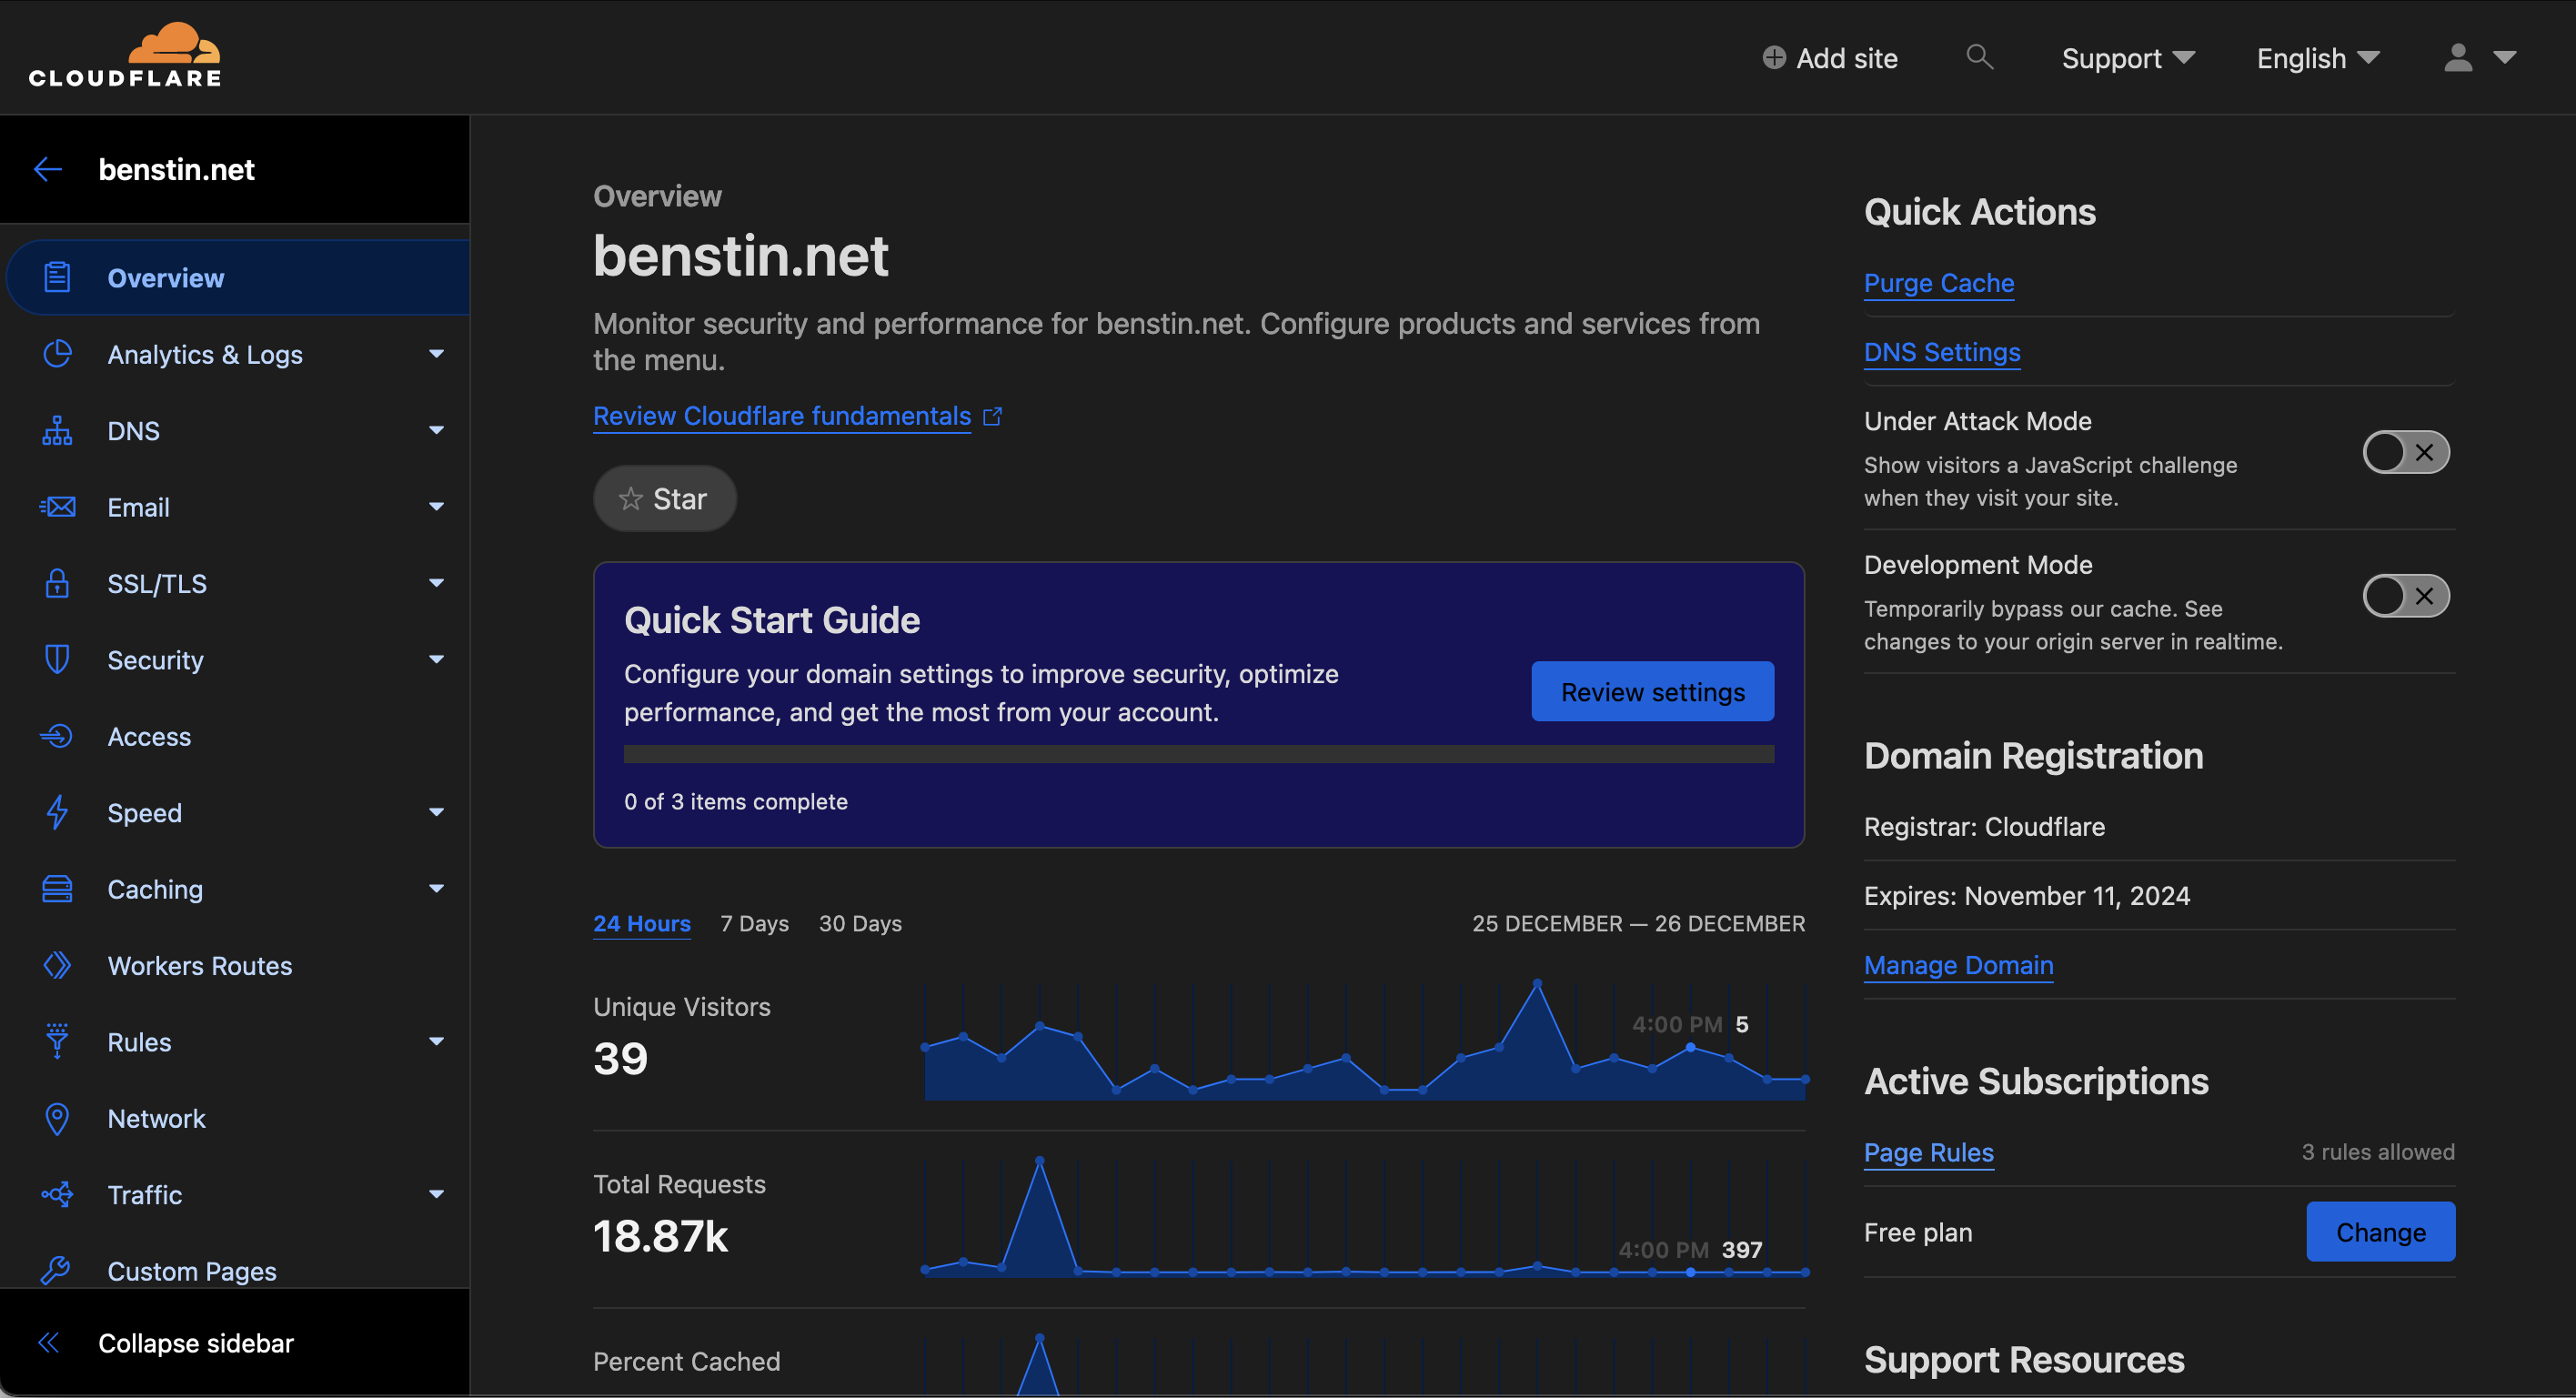 CLOUDFLARE
Add site
Support
English
benstin.net
Overview
Analytics & Logs
DNS
Email
SSL/TLS
Security
Access
Speed
Caching
Workers Routes
Rules
Network
Traffic
Custom Pages
Collapse sidebar
Overview
benstin.net
Monitor security and performance for benstin.net. Configure products and services from
the menu.
Review Cloudflare fundamentals
Star
Quick Start Guide
Configure your domain settings to improve security, optimize
performance, and get the most from your account.
Review settings
0 of 3 items complete
24 Hours 7 Days 30 Days
25 DECEMBER — 26 DECEMBER
Unique Visitors
39
4:00 PM 5
Total Requests
18.87k
4:00 PM 397
Percent Cached
Quick Actions
Purge Cache
DNS Settings
Under Attack Mode
Show visitors a JavaScript challenge
when they visit your site.
Development Mode
Temporarily bypass our cache. See
changes to your origin server in realtime.
Domain Registration
Registrar: Cloudflare
Expires: November 11, 2024
Manage Domain
Active Subscriptions
Page Rules
3 rules allowed
Free plan
Change
Support Resources